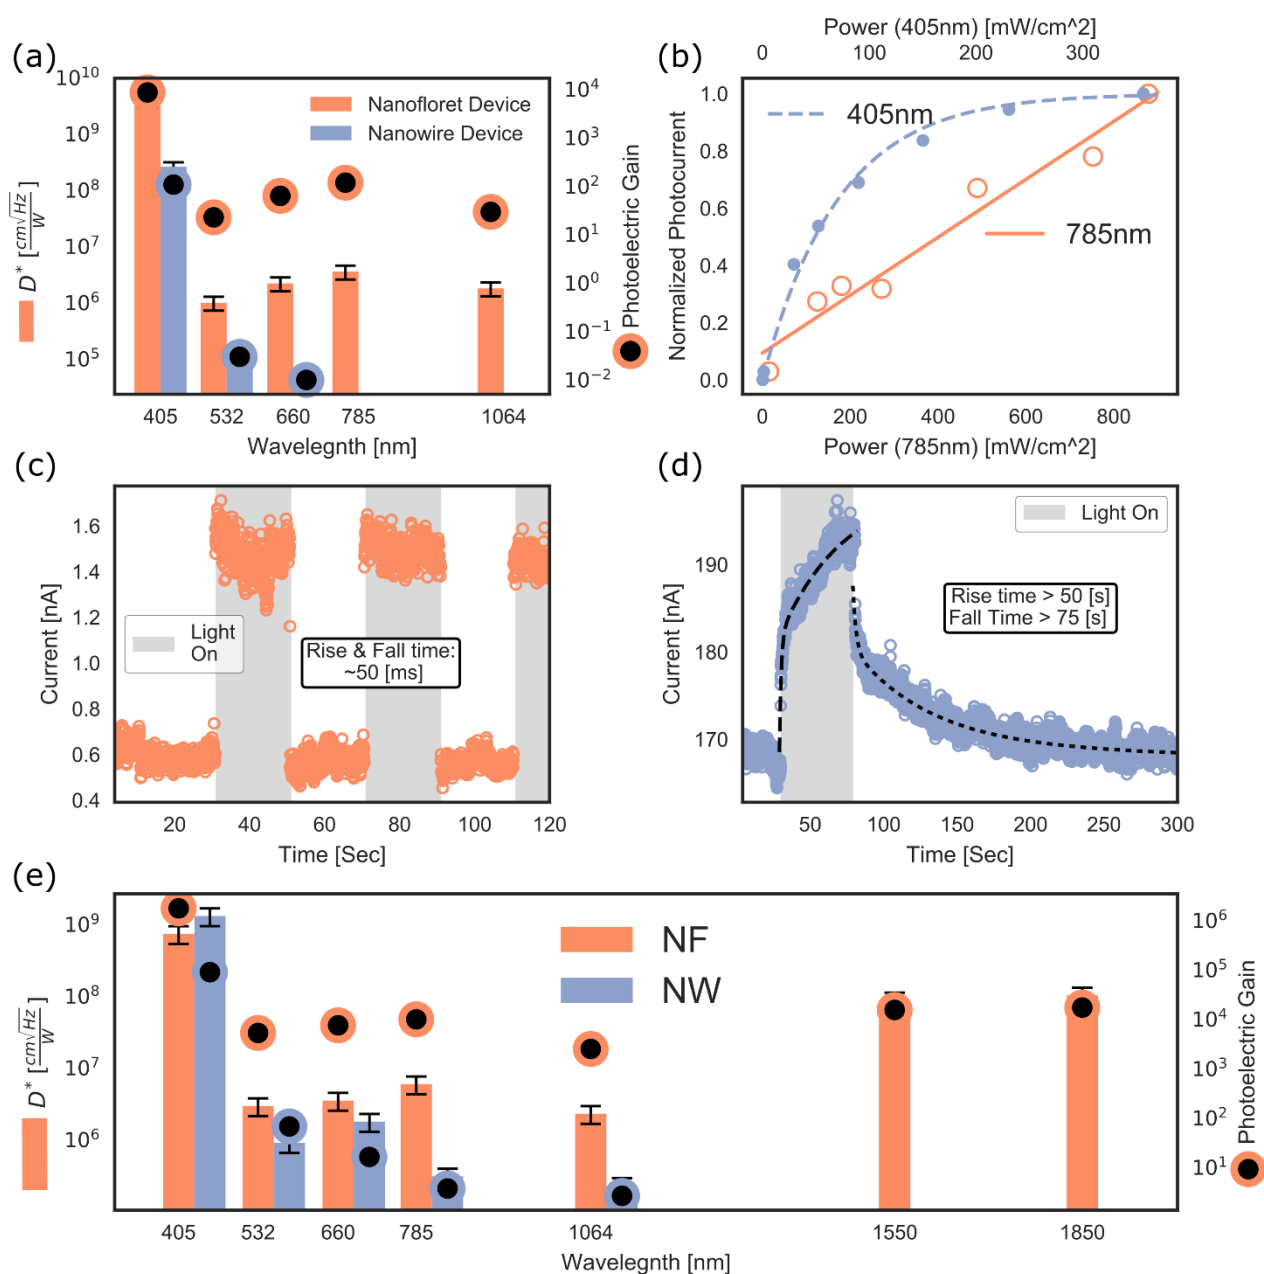 (a)
10^10
10^9
10^8
10^7
10^6
10^5
D* [cm√Hz/W]
Nanofloret Device
Nanowire Device
10^4
10^3
10^2
10^1
10^0
10^−1
10^−2
Photoelectric Gain
405 532 660 785 1064
Wavelegnth [nm]
Power (405nm) [mW/cm^2]
(b)
0 100 200 300
1.0
0.8
0.6
0.4
0.2
0.0
Normalized Photocurrent
405nm
785nm
0 200 400 600 800
Power (785nm) [mW/cm^2]
(c)
1.6
1.4
1.2
1.0
0.8
0.6
0.4
Current [nA]
Light
On
Rise & Fall time:
~50 [ms]
20 40 60 80 100 120
Time [Sec]
(d)
190
180
170
Current [nA]
Light On
Rise time > 50 [s]
Fall Time > 75 [s]
50 100 150 200 250 300
Time [Sec]
(e)
10^9
10^8
10^7
10^6
D* [cm√Hz/W]
NF
NW
10^6
10^5
10^4
10^3
10^2
10^1
Photoelectric Gain
405 532 660 785 1064 1550 1850
Wavelegnth [nm]